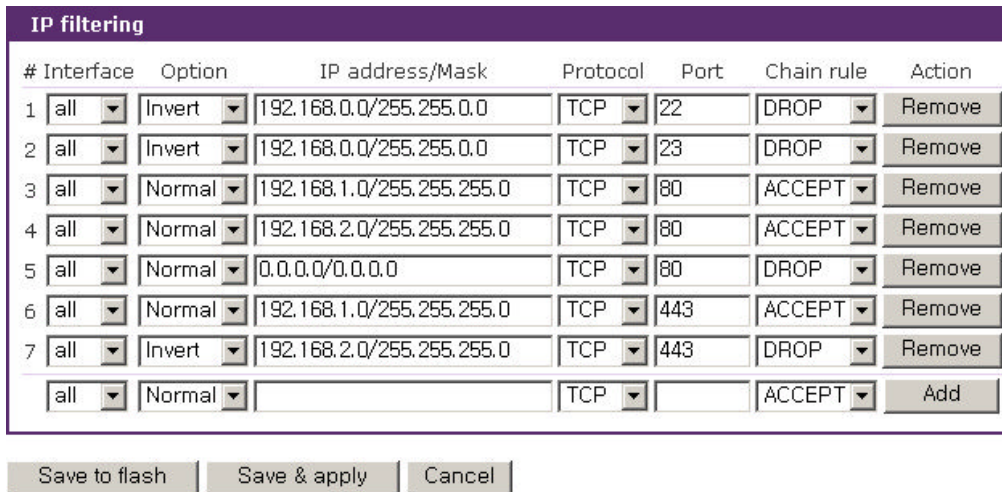 IP filtering
# Interface Option IP address/Mask Protocol Port Chain rule Action
1 all Invert 192.168.0.0/255.255.0.0 TCP 22 DROP Remove
2 all Invert 192.168.0.0/255.255.0.0 TCP 23 DROP Remove
3 all Normal 192.168.1.0/255.255.255.0 TCP 80 ACCEPT Remove
4 all Normal 192.168.2.0/255.255.255.0 TCP 80 ACCEPT Remove
5 all Normal 0.0.0.0/0.0.0.0 TCP 80 DROP Remove
6 all Normal 192.168.1.0/255.255.255.0 TCP 443 ACCEPT Remove
7 all Invert 192.168.2.0/255.255.255.0 TCP 443 DROP Remove
all Normal TCP ACCEPT Add
Save to flash Save & apply Cancel